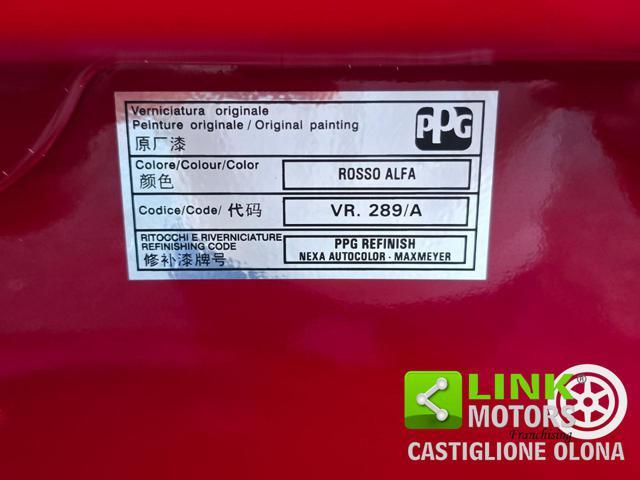 Verniciatura originale
Peinture originale / Original painting
原厂漆
PPG
Colore/Colour/Color
颜色
ROSSO ALFA
Codice/Code/ 代码
VR. 289/A
RITOCCHI E RIVERNICIATURE
REFINISHING CODE
修补漆牌号
PPG REFINISH
NEXA AUTOCOLOR - MAXMEYER
LINK®
MOTORS
Franchising
CASTIGLIONE OLONA